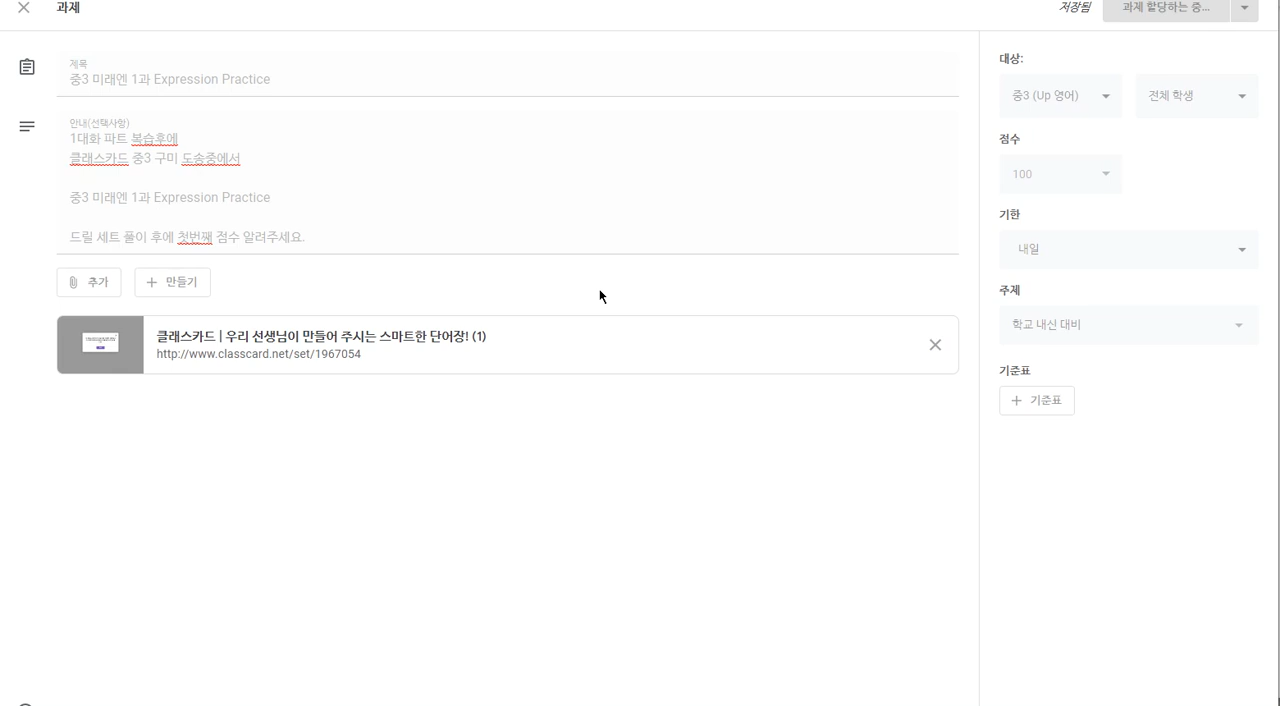 과제
저장됨
과제 할당하는 중...
제목
중3 미래엔 1과 Expression Practice
안내(선택사항)
1대화 파트 복습후에
클래스카드 중3 구미 도송중에서
중3 미래엔 1과 Expression Practice
드릴 세트 풀이 후에 첫번째 점수 알려주세요.
추가
만들기
클래스카드 | 우리 선생님이 만들어 주시는 스마트한 단어장! (1)
http://www.classcard.net/set/1967054
대상:
중3 (Up 영어)
전체 학생
점수
100
기한
내일
주제
학교 내신 대비
기준표
기준표